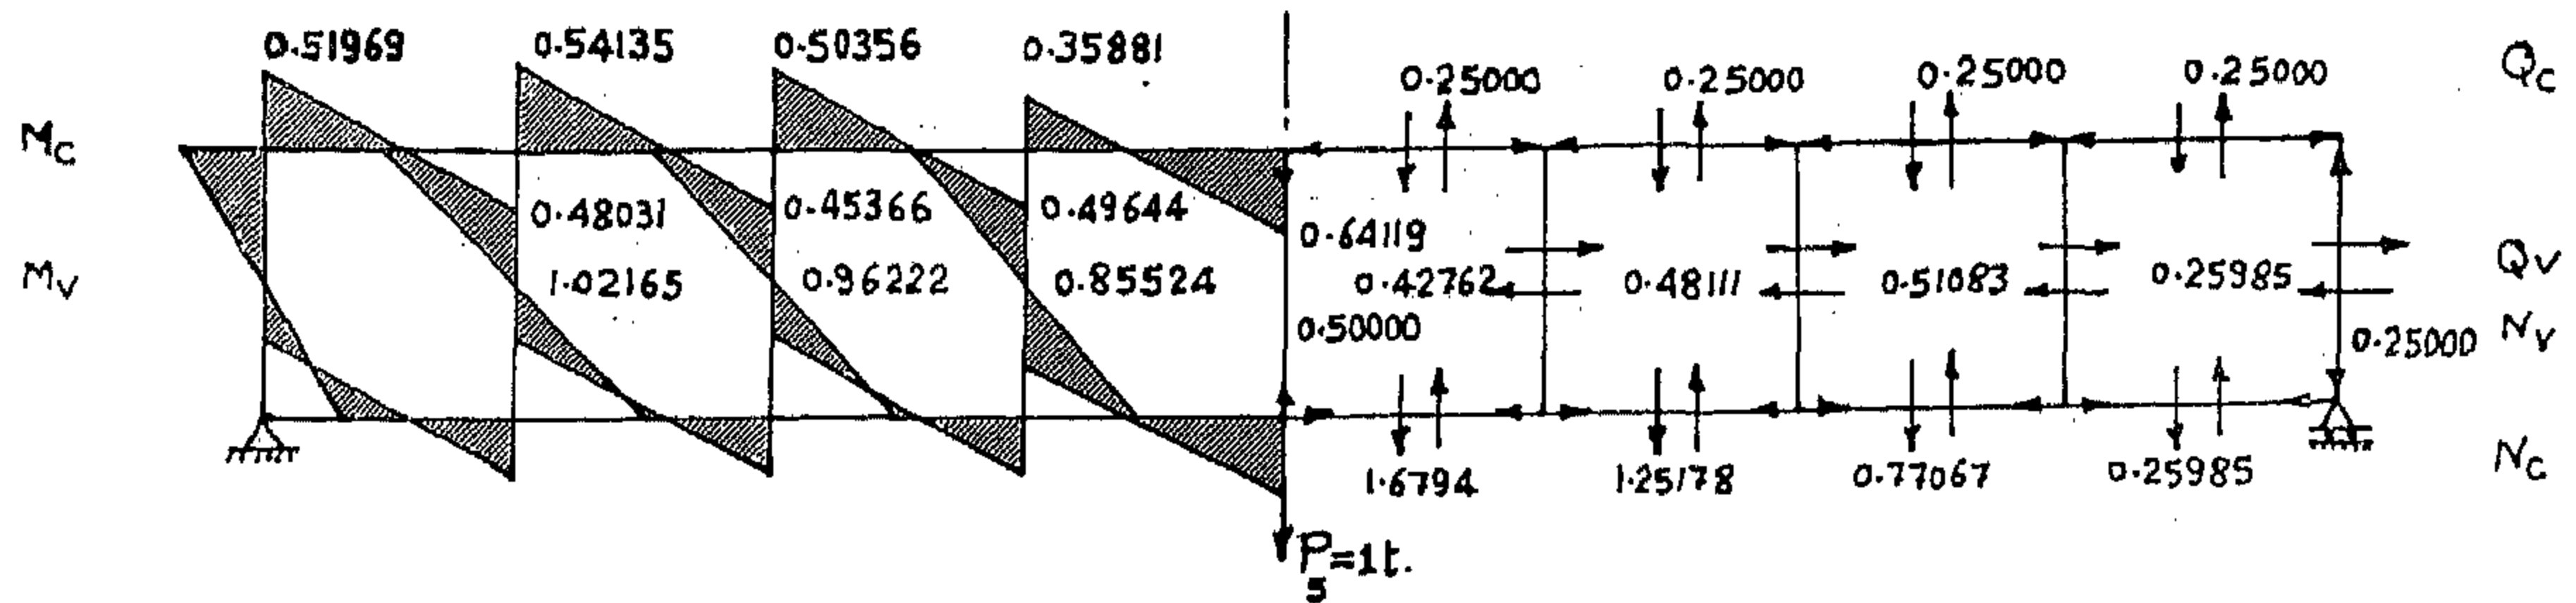 0.51969 0.54135 0.50356 0.35881
0.25000 0.25000 0.25000 0.25000 Qc
Mc
0.48031 0.45366 0.49644 0.64119
Mv 1.02165 0.96222 0.85524 0.42762 0.48111 0.51083 0.25985 Qv
0.50000 0.25000 Nv
1.6794 1.25178 0.77067 0.25985 Nc
P5=1t.